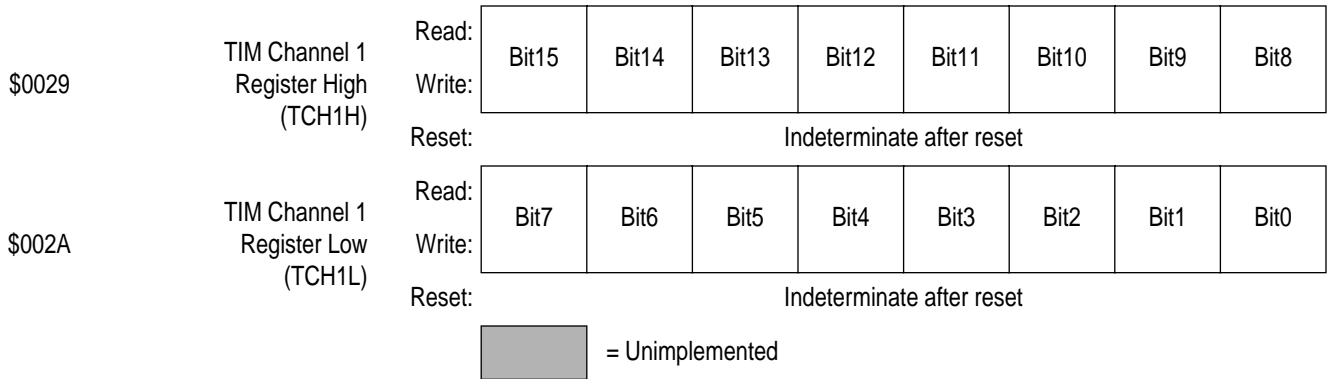 $0029 TIM Channel 1 Register High (TCH1H)
Read:
Write:
Bit15 Bit14 Bit13 Bit12 Bit11 Bit10 Bit9 Bit8
Reset: Indeterminate after reset
$002A TIM Channel 1 Register Low (TCH1L)
Read:
Write:
Bit7 Bit6 Bit5 Bit4 Bit3 Bit2 Bit1 Bit0
Reset: Indeterminate after reset
= Unimplemented